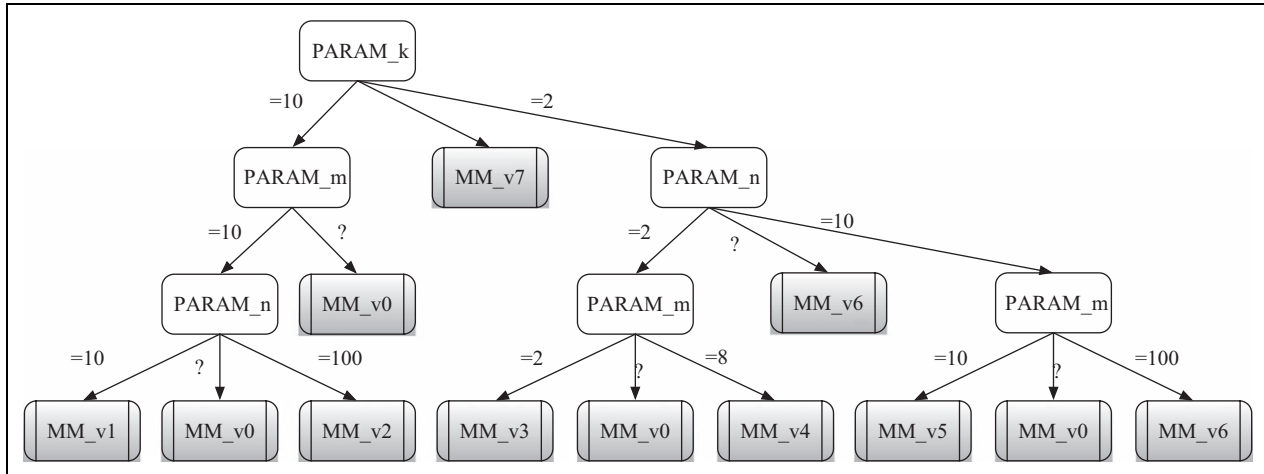 PARAM_k
=10
=2
PARAM_m
MM_v7
PARAM_n
=10
?
=2
?
=10
PARAM_n
MM_v0
PARAM_m
MM_v6
PARAM_m
=10
?
=100
=2
?
=8
=10
?
=100
MM_v1
MM_v0
MM_v2
MM_v3
MM_v0
MM_v4
MM_v5
MM_v0
MM_v6